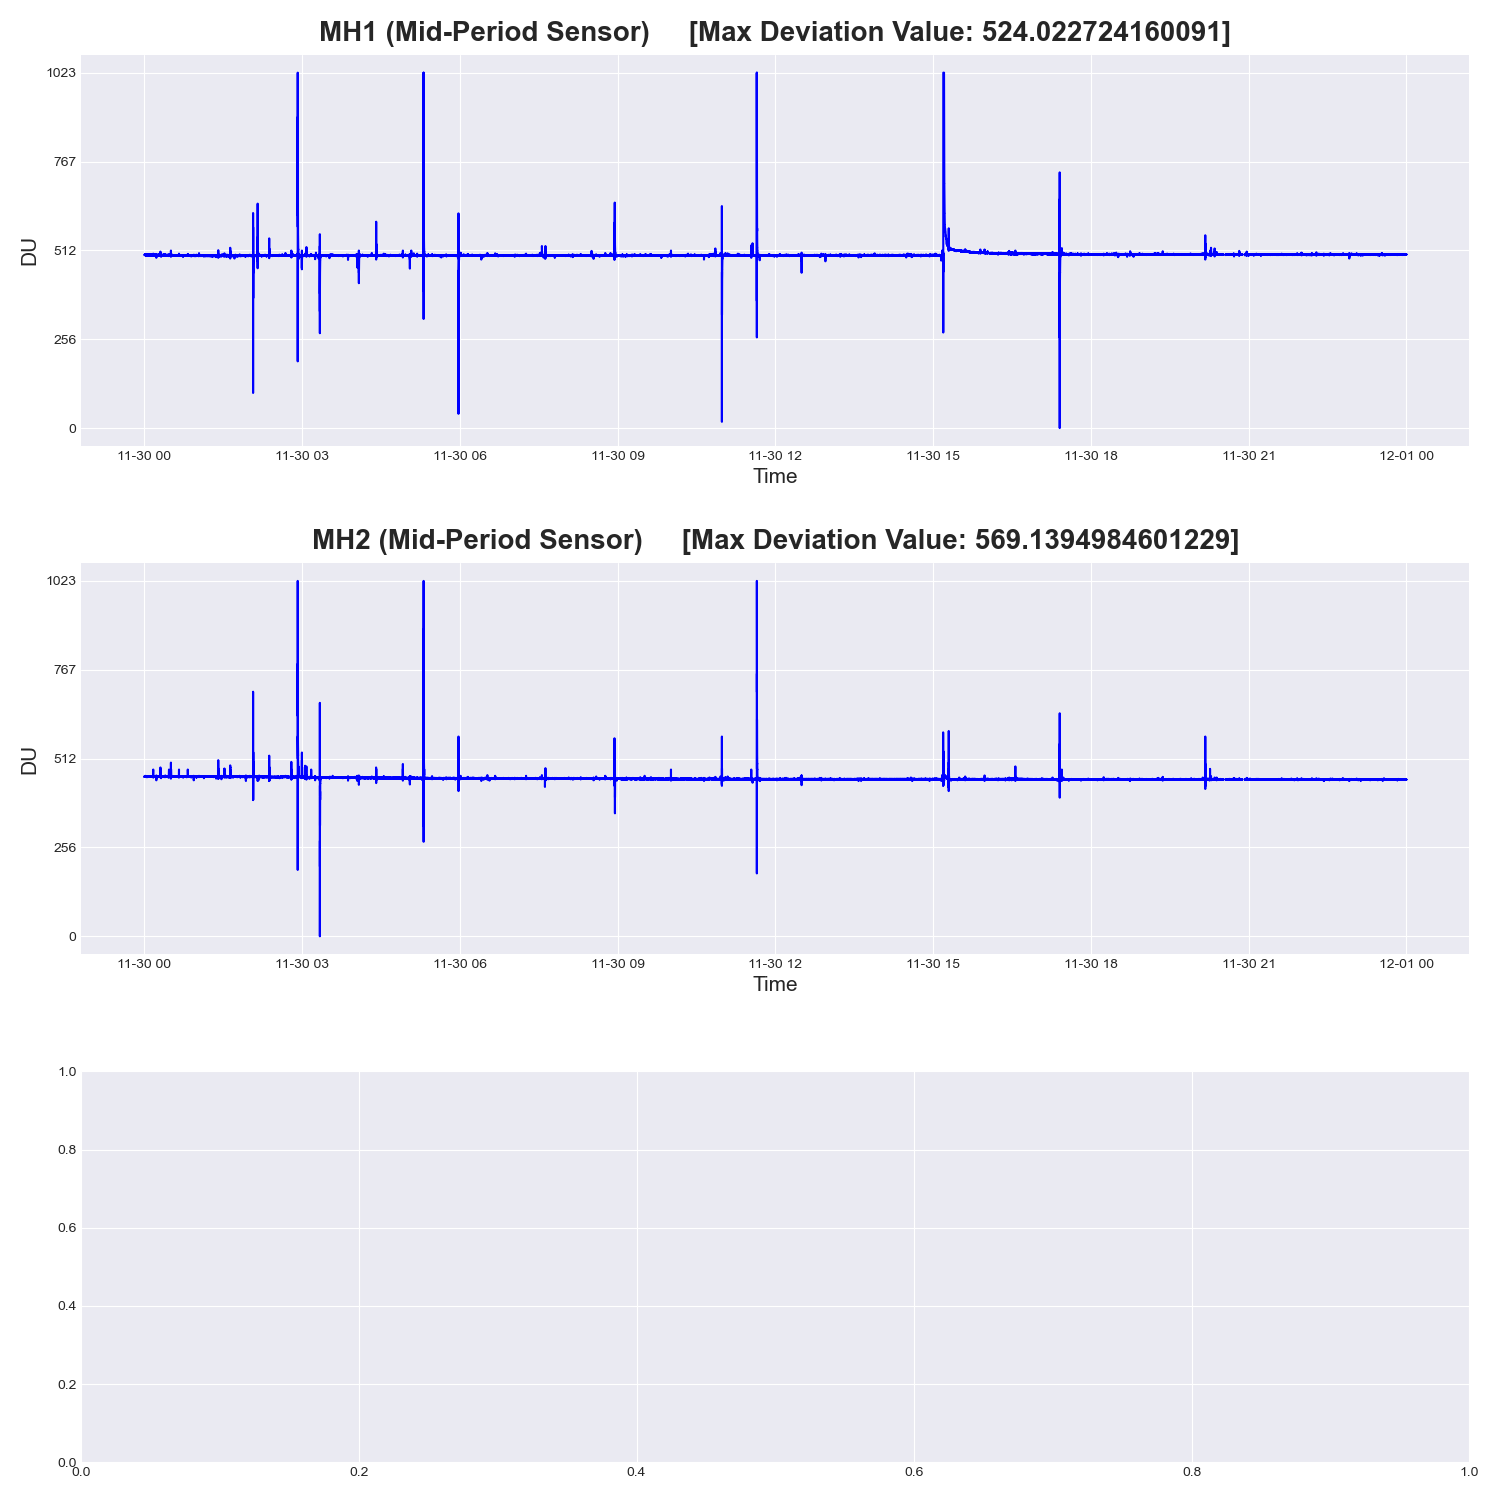 MH1 (Mid-Period Sensor) [Max Deviation Value: 524.022724160091]
1023
767
512
256
0
DU
11-30 00 11-30 03 11-30 06 11-30 09 11-30 12 11-30 15 11-30 18 11-30 21 12-01 00
Time
MH2 (Mid-Period Sensor) [Max Deviation Value: 569.1394984601229]
1023
767
512
256
0
DU
11-30 00 11-30 03 11-30 06 11-30 09 11-30 12 11-30 15 11-30 18 11-30 21 12-01 00
Time
1.0
0.8
0.6
0.4
0.2
0.0
0.0 0.2 0.4 0.6 0.8 1.0